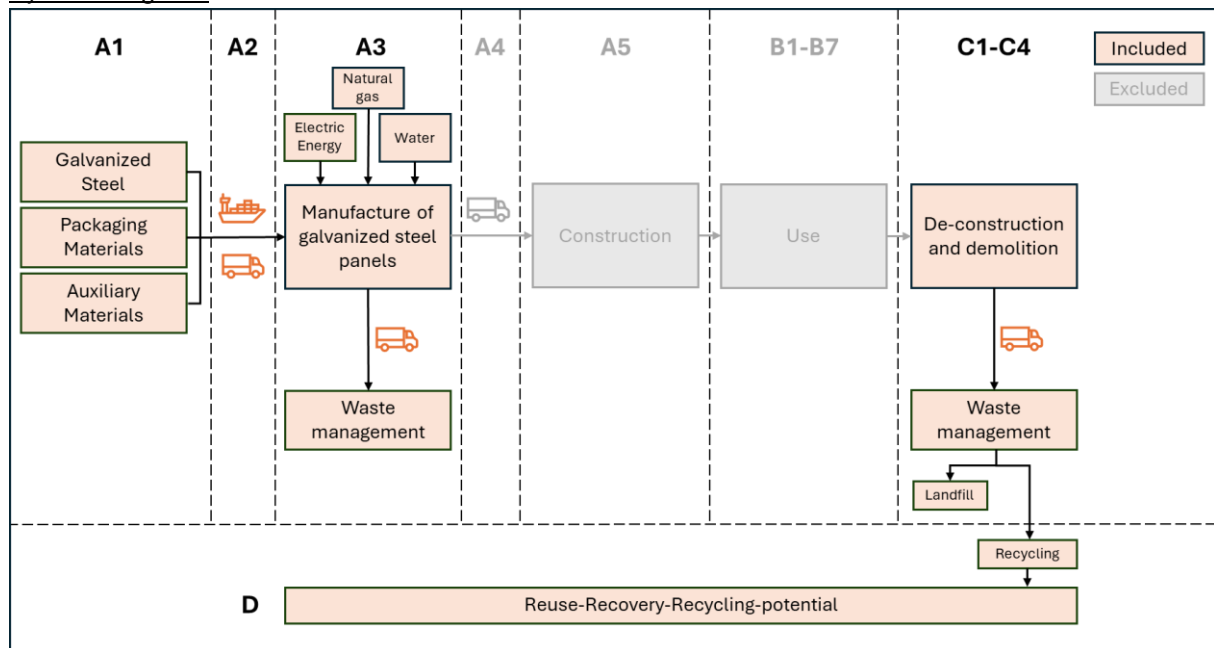 A1
A2
A3
A4
A5
B1-B7
C1-C4
Included
Excluded
Natural
gas
Electric
Energy
Water
Galvanized
Steel
Packaging
Materials
Auxiliary
Materials
Manufacture of
galvanized steel
panels
Construction
Use
De-construction
and demolition
Waste
management
Waste
management
Landfill
Recycling
D
Reuse-Recovery-Recycling-potential